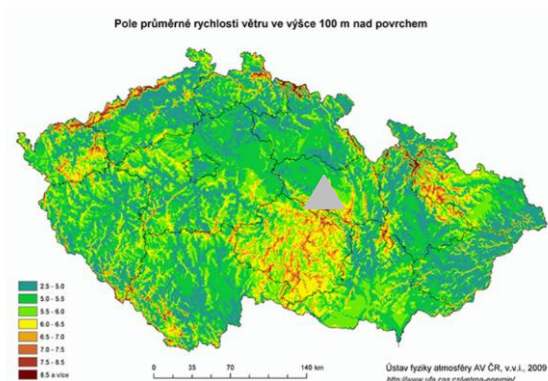 Pole průměrné rychlosti větru ve výšce 100 m nad povrchem
2.5 - 5.0
5.0 - 5.5
5.5 - 6.0
6.0 - 6.5
6.5 - 7.0
7.0 - 7.5
7.5 - 8.5
8.5 a více
0 35 70 140 km
Ústav fyziky atmosféry AV ČR, v.v.i., 2009